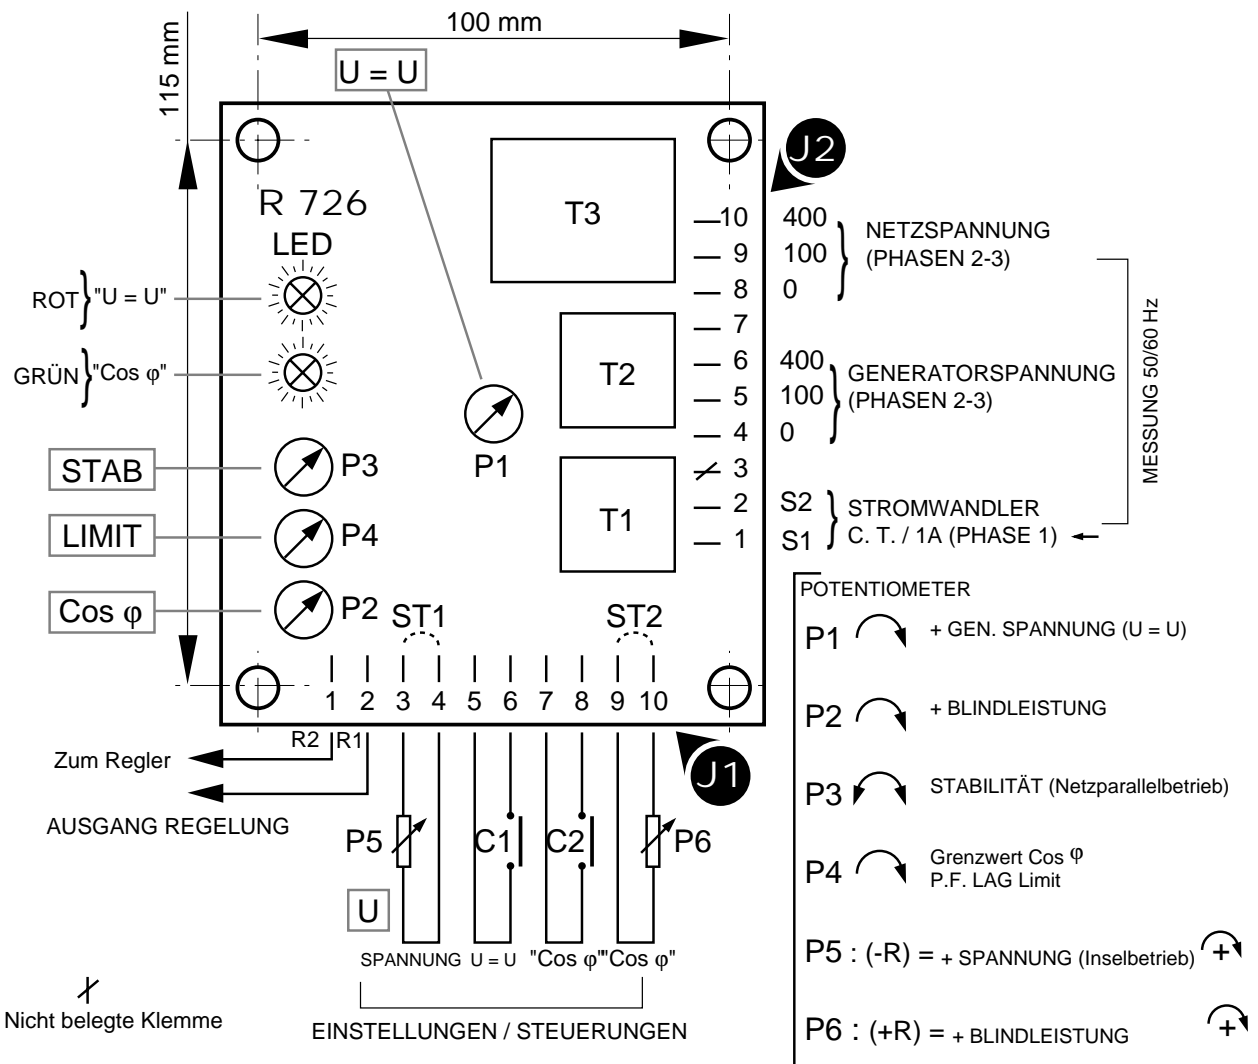 100 mm
115 mm
U = U
J2
R 726
LED
T3
10 400
9 100
8 0
NETZSPANNUNG
(PHASEN 2-3)
ROT "U = U"
GRÜN "Cos φ"
7
6 400
5 100
4 0
GENERATORSPANNUNG
(PHASEN 2-3)
T2
P1
MESSUNG 50/60 Hz
STAB
P3
3
2 S2
1 S1
STROMWANDLER
C. T. / 1A (PHASE 1)
T1
LIMIT
P4
Cos φ
P2
ST1
ST2
1 2 3 4 5 6 7 8 9 10
R2 R1
J1
Zum Regler
AUSGANG REGELUNG
P5
C1
C2
P6
U
SPANNUNG U = U "Cos φ" "Cos φ"
EINSTELLUNGEN / STEUERUNGEN
Nicht belegte Klemme
POTENTIOMETER
P1 + GEN. SPANNUNG (U = U)
P2 + BLINDLEISTUNG
P3 STABILITÄT (Netzparallelbetrieb)
P4 Grenzwert Cos φ
P.F. LAG Limit
P5 : (-R) = + SPANNUNG (Inselbetrieb) +
P6 : (+R) = + BLINDLEISTUNG +